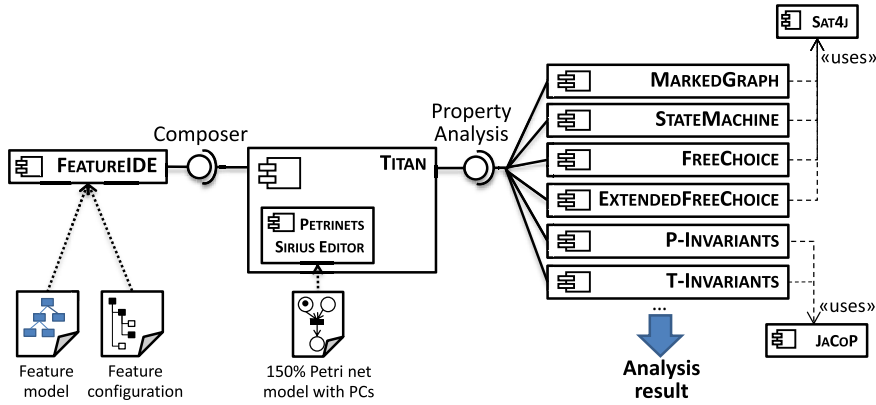 SAT4J
«uses»
MARKEDGRAPH
STATEMACHINE
FREECHOICE
EXTENDEDFREECHOICE
P-INVARIANTS
T-INVARIANTS
...
Property
Analysis
Composer
FEATUREIDE
TITAN
PETRINETS
SIRIUS EDITOR
«uses»
JACOP
Feature
model
Feature
configuration
150% Petri net
model with PCs
Analysis
result